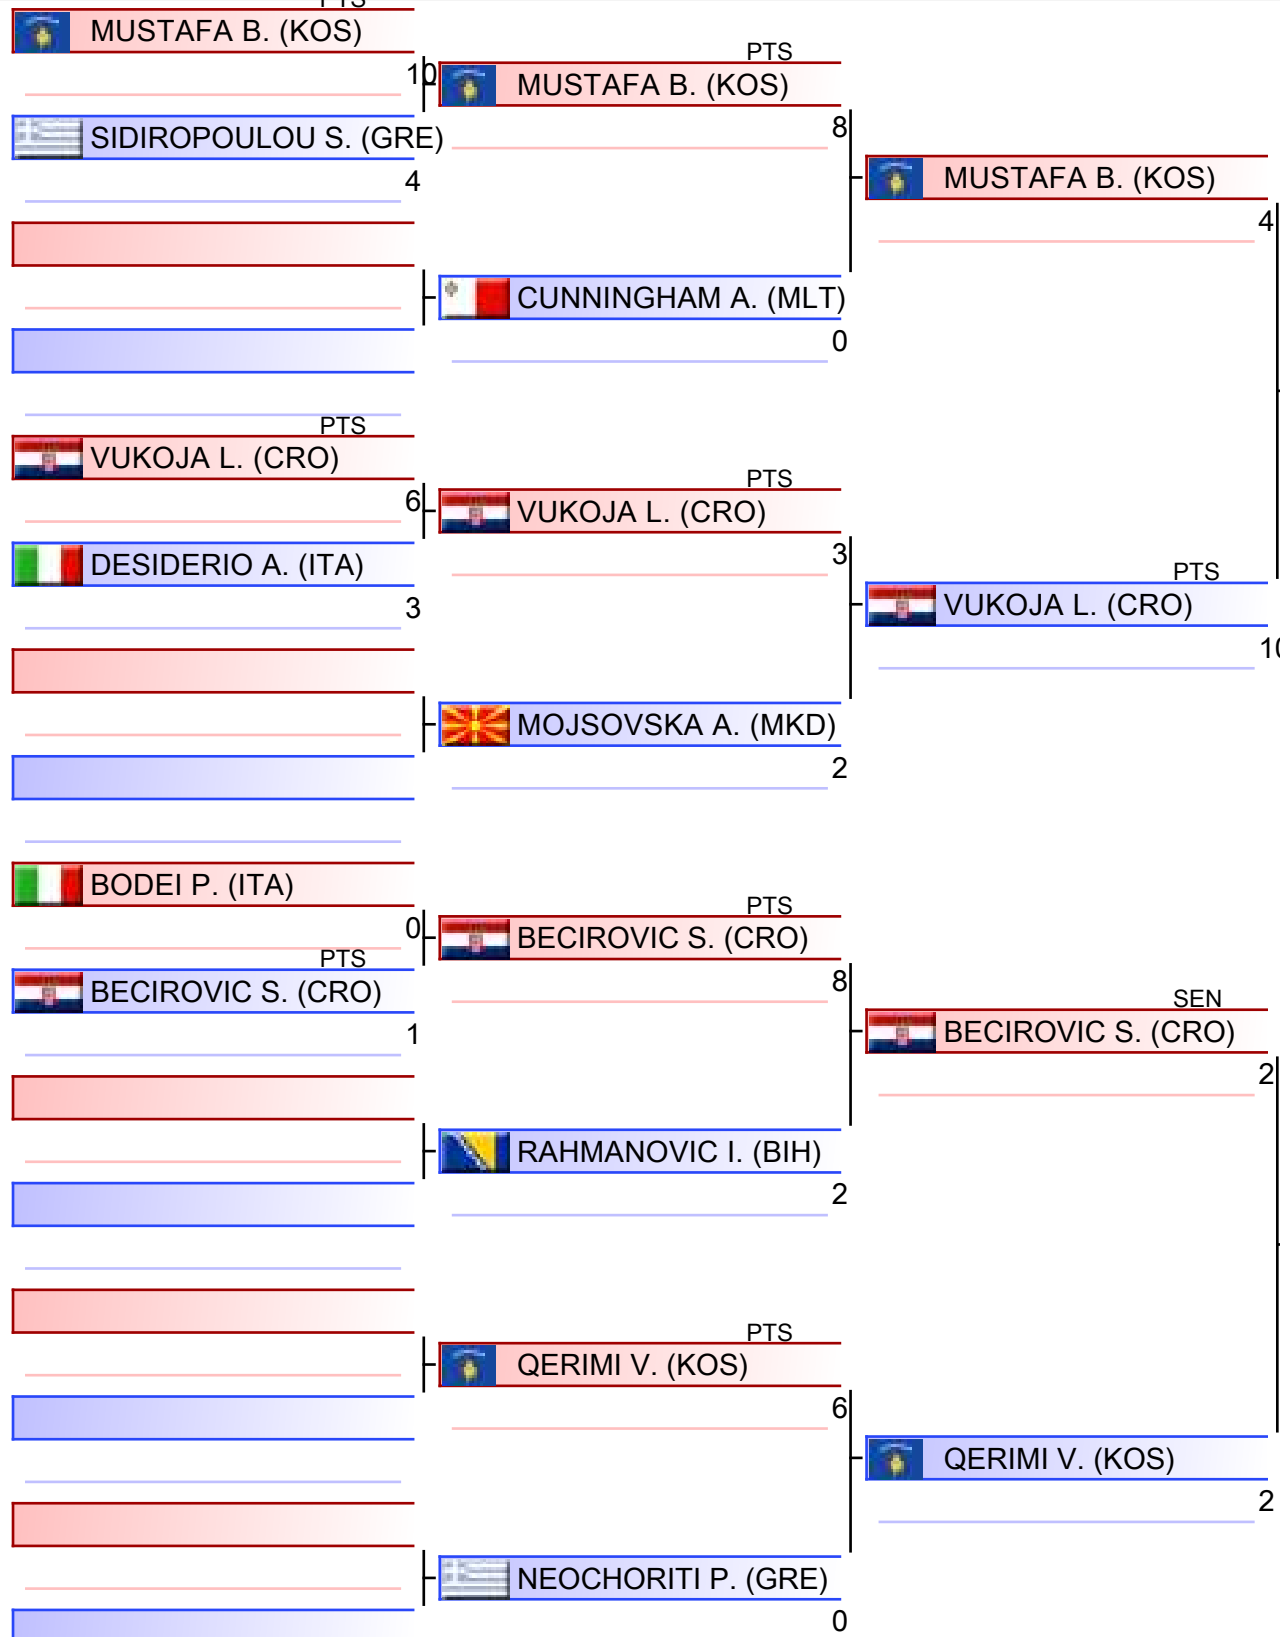 PTS
MUSTAFA B. (KOS)
10
SIDIROPOULOU S. (GRE)
4
PTS
VUKOJA L. (CRO)
6
DESIDERIO A. (ITA)
3
BODEI P. (ITA)
0
PTS
BECIROVIC S. (CRO)
1
PTS
MUSTAFA B. (KOS)
8
CUNNINGHAM A. (MLT)
0
PTS
VUKOJA L. (CRO)
3
MOJSOVSKA A. (MKD)
2
PTS
BECIROVIC S. (CRO)
8
RAHMANOVIC I. (BIH)
2
PTS
QERIMI V. (KOS)
6
NEOCHORITI P. (GRE)
0
MUSTAFA B. (KOS)
4
PTS
VUKOJA L. (CRO)
10
SEN
BECIROVIC S. (CRO)
2
QERIMI V. (KOS)
2